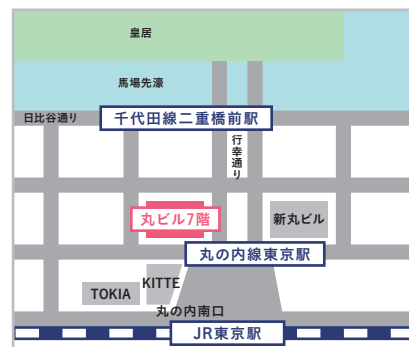 皇居
馬場先濠
日比谷通り
千代田線二重橋前駅
行幸通り
丸ビル7階
新丸ビル
丸の内線東京駅
KITTE
TOKIA
丸の内南口
JR東京駅